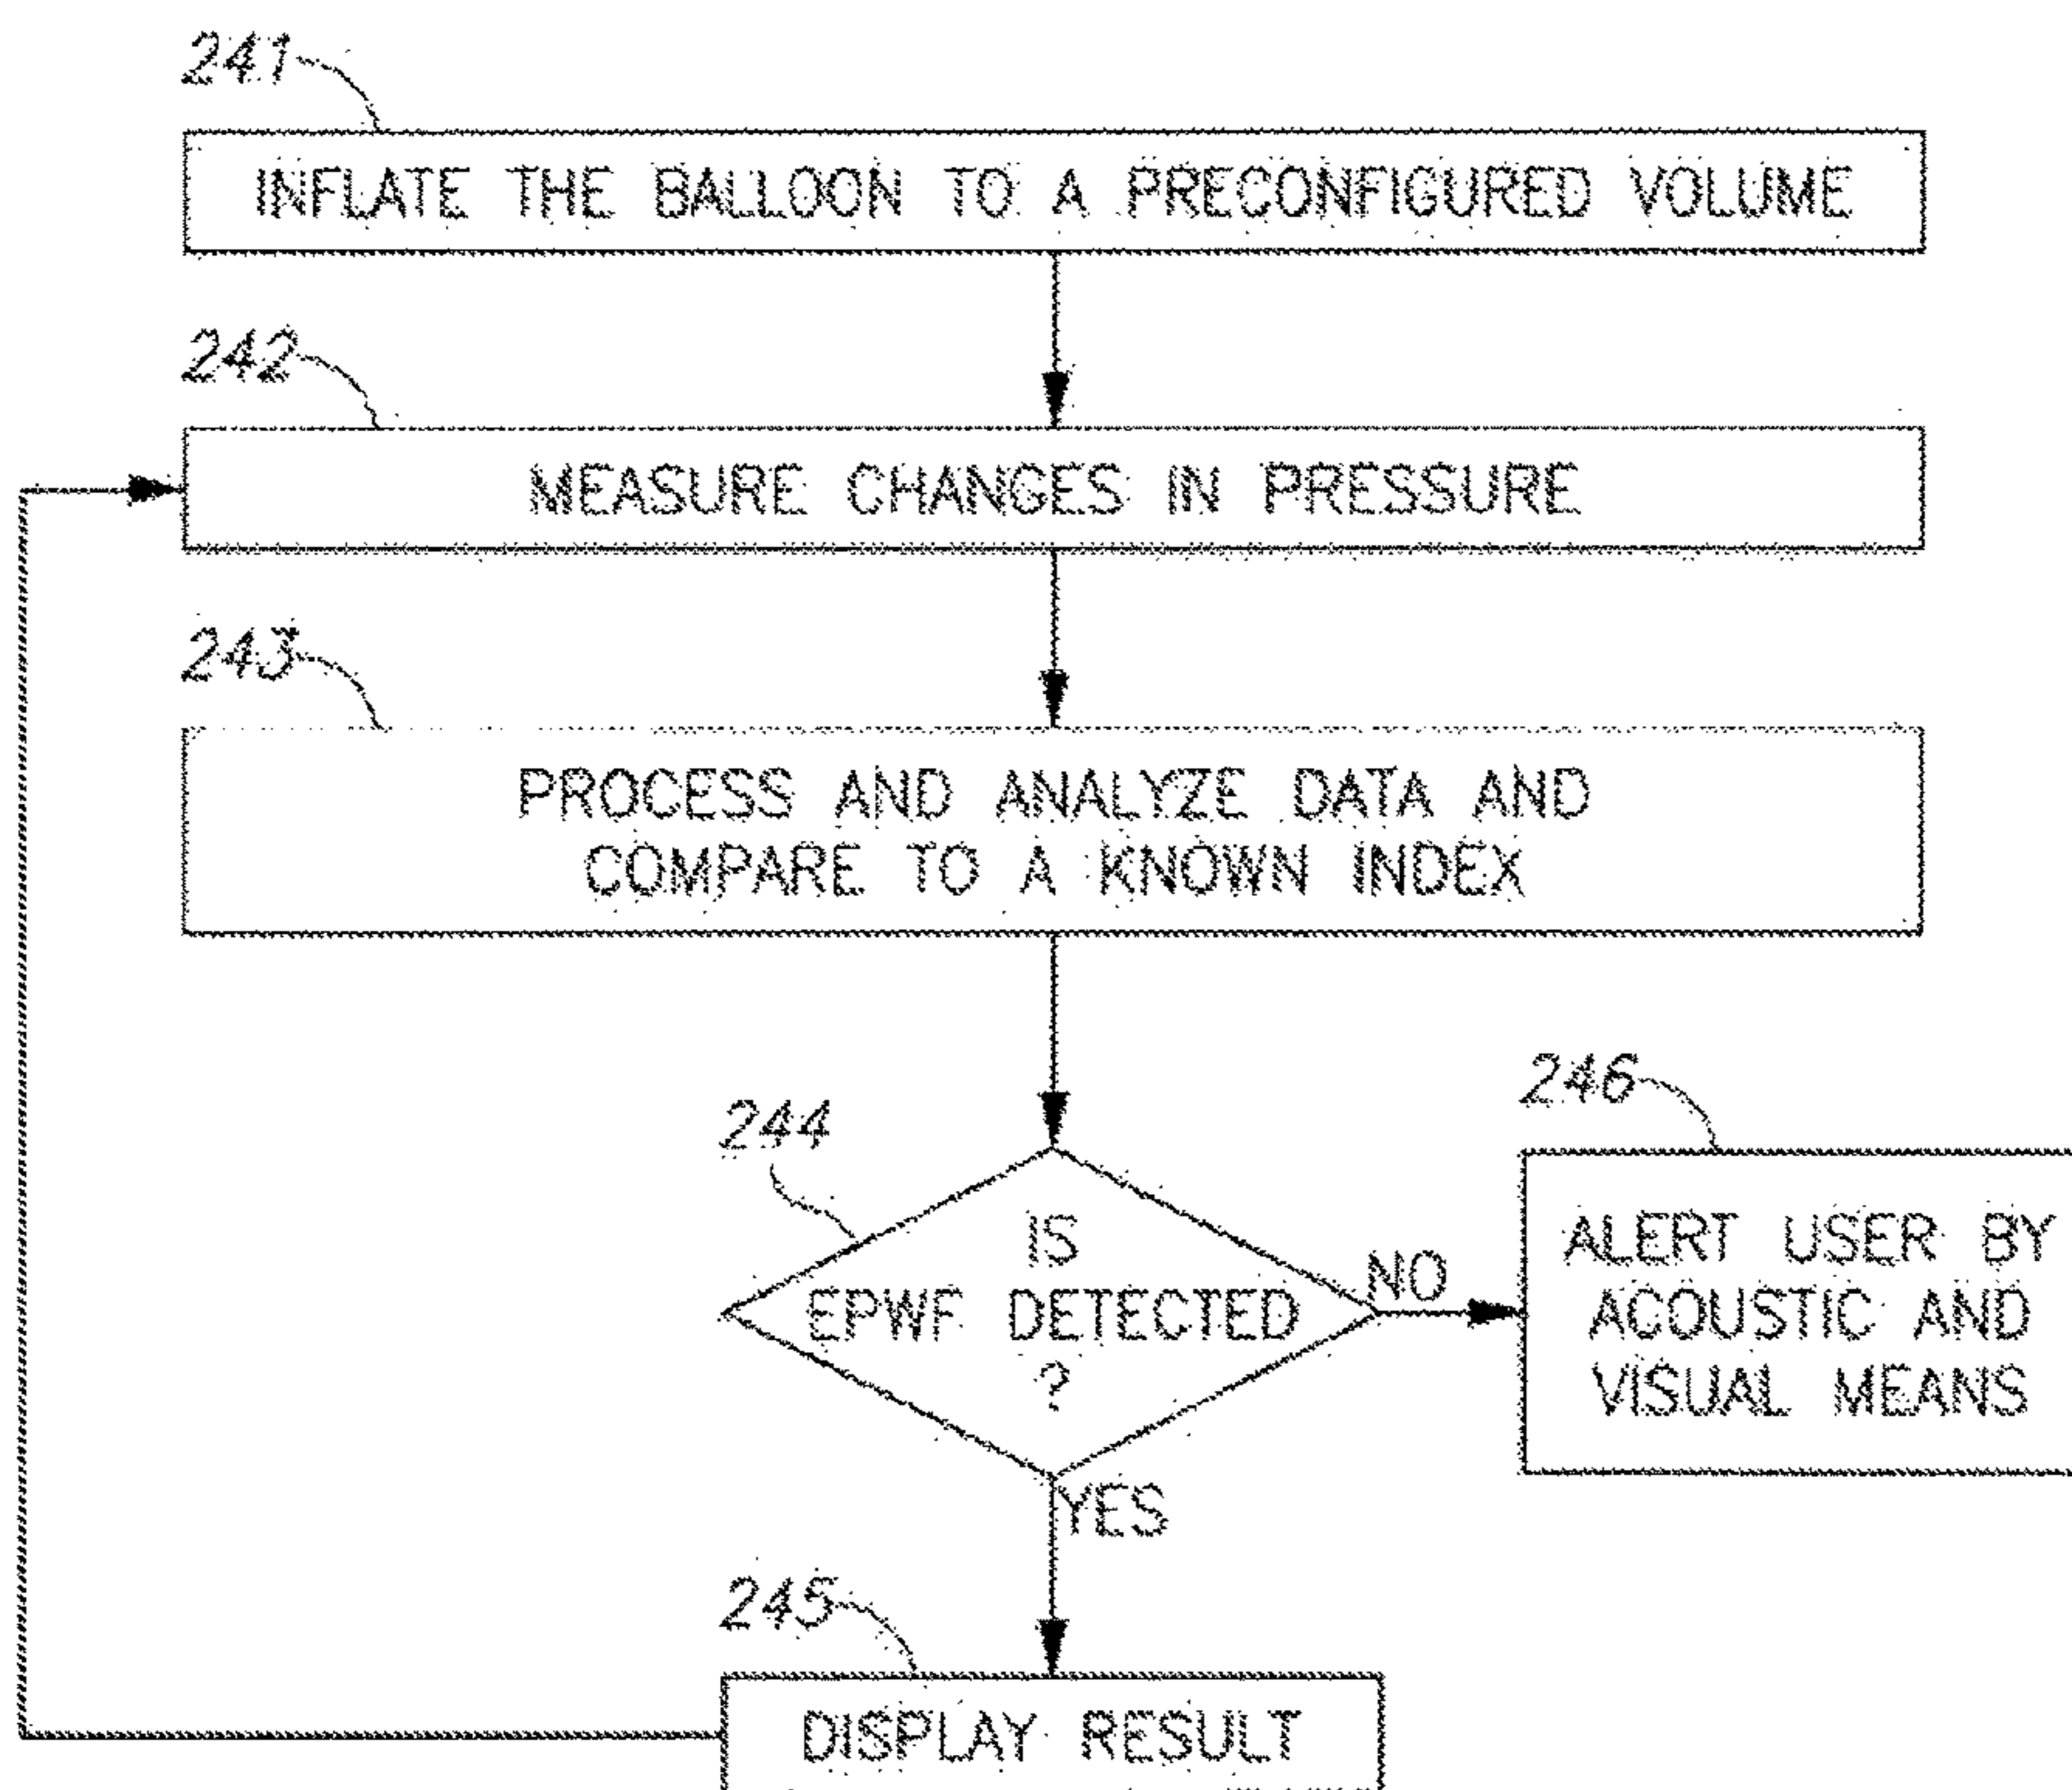 241
INFLATE THE BALLOON TO A PRECONFIGURED VOLUME
242
MEASURE CHANGES IN PRESSURE
243
PROCESS AND ANALYZE DATA AND
COMPARE TO A KNOWN INDEX
244
IS
EPWF DETECTED
?
NO
246
ALERT USER BY
ACOUSTIC AND
VISUAL MEANS
YES
245
DISPLAY RESULT